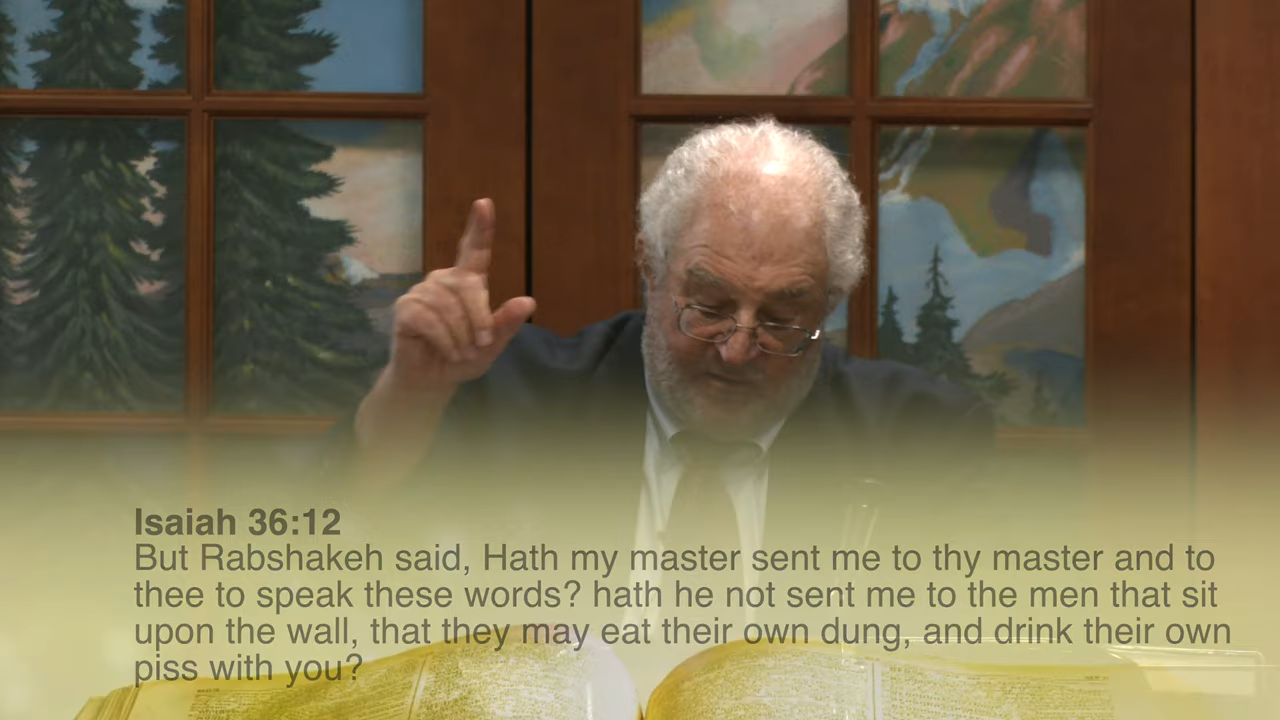 Isaiah 36:12
But Rabshakeh said, Hath my master sent me to thy master and to
thee to speak these words? hath he not sent me to the men that sit
upon the wall, that they may eat their own dung, and drink their own
piss with you?